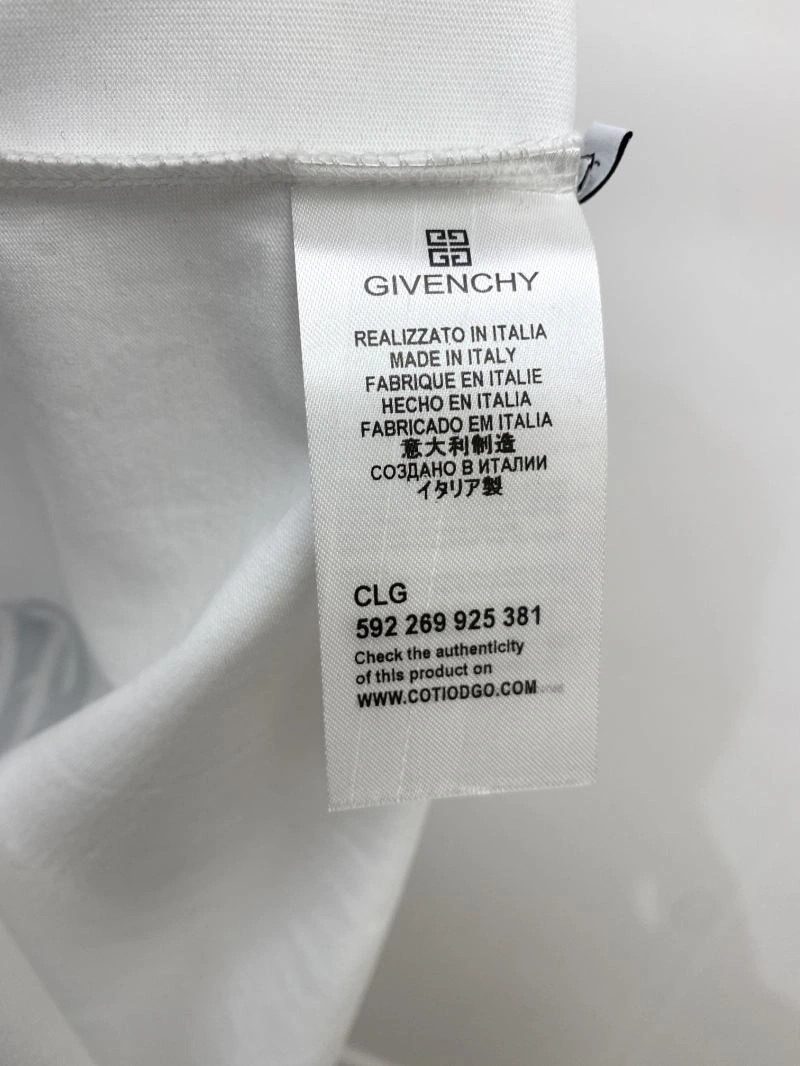 GIVENCHY
REALIZZATO IN ITALIA
MADE IN ITALY
FABRIQUE EN ITALIE
HECHO EN ITALIA
FABRICADO EM ITALIA
意大利制造
СОЗДАНО В ИТАЛИИ
イタリア製
CLG
592 269 925 381
Check the authenticity
of this product on
WWW.COTIODGO.COM